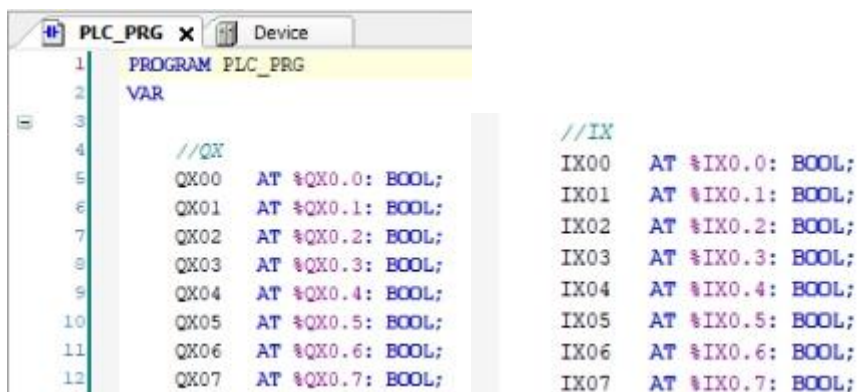 PLC_PRG Device
1 PROGRAM PLC_PRG
2 VAR
3
4 //QX
5 QX00 AT %QX0.0: BOOL;
6 QX01 AT %QX0.1: BOOL;
7 QX02 AT %QX0.2: BOOL;
8 QX03 AT %QX0.3: BOOL;
9 QX04 AT %QX0.4: BOOL;
10 QX05 AT %QX0.5: BOOL;
11 QX06 AT %QX0.6: BOOL;
12 QX07 AT %QX0.7: BOOL;
//IX
IX00 AT %IX0.0: BOOL;
IX01 AT %IX0.1: BOOL;
IX02 AT %IX0.2: BOOL;
IX03 AT %IX0.3: BOOL;
IX04 AT %IX0.4: BOOL;
IX05 AT %IX0.5: BOOL;
IX06 AT %IX0.6: BOOL;
IX07 AT %IX0.7: BOOL;